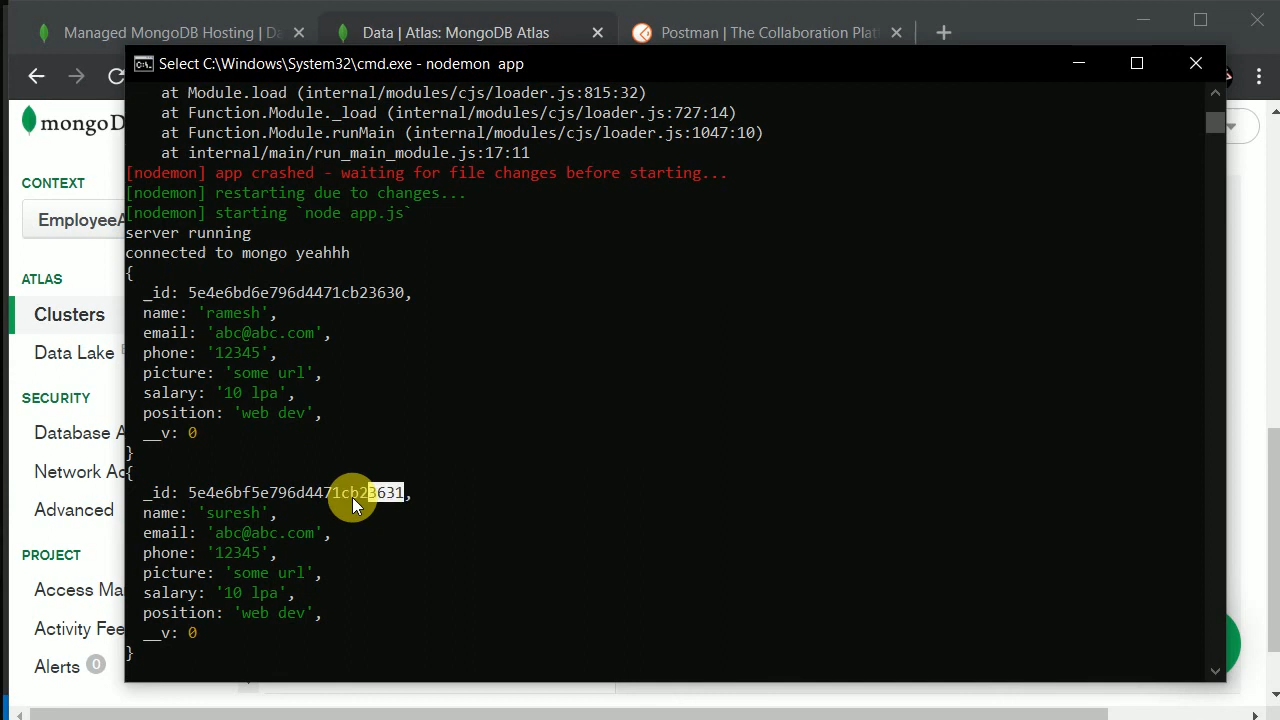 Managed MongoDB Hosting | Da
Data | Atlas: MongoDB Atlas
Postman | The Collaboration Plat
Select C:\Windows\System32\cmd.exe - nodemon  app
at Module.load (internal/modules/cjs/loader.js:815:32)
at Function.Module._load (internal/modules/cjs/loader.js:727:14)
at Function.Module.runMain (internal/modules/cjs/loader.js:1047:10)
at internal/main/run_main_module.js:17:11
[nodemon] app crashed - waiting for file changes before starting...
[nodemon] restarting due to changes...
[nodemon] starting `node app.js`
server running
connected to mongo yeahhh
{
_id: 5e4e6bd6e796d4471cb23630,
name: 'ramesh',
email: 'abc@abc.com',
phone: '12345',
picture: 'some url',
salary: '10 lpa',
position: 'web dev',
__v: 0
}
{
_id: 5e4e6bf5e796d4471cb23631,
name: 'suresh',
email: 'abc@abc.com',
phone: '12345',
picture: 'some url',
salary: '10 lpa',
position: 'web dev',
__v: 0
}
mongoD
CONTEXT
EmployeeA
ATLAS
Clusters
Data Lake
SECURITY
Database A
Network Ac
Advanced
PROJECT
Access Ma
Activity Fee
Alerts 0